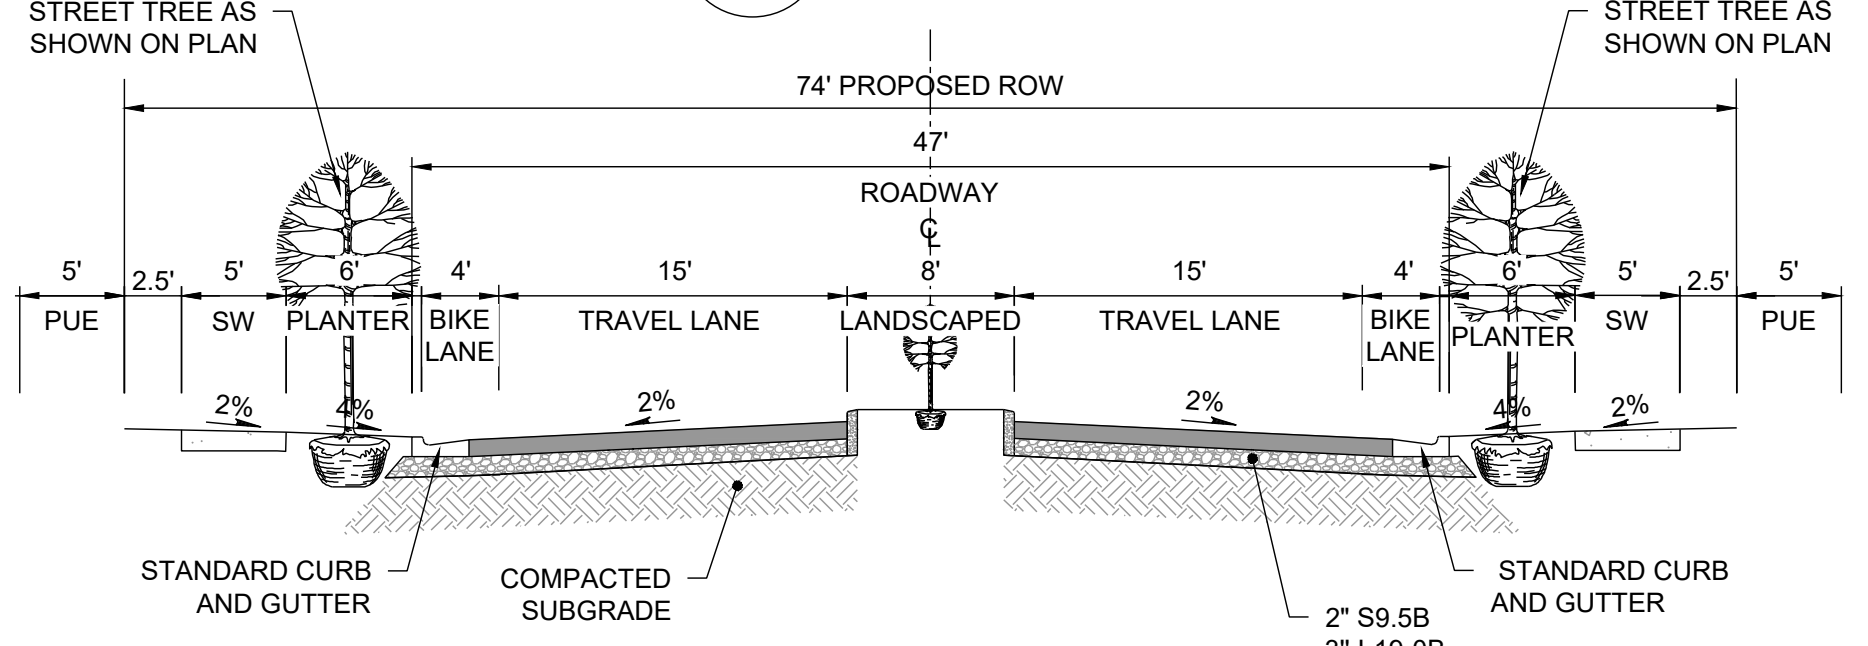 STREET TREE AS
SHOWN ON PLAN
STREET TREE AS
SHOWN ON PLAN
74' PROPOSED ROW
47'
ROADWAY
℄
5' 2.5' 5' 6' 4' 15' 8' 15' 4' 6' 5' 2.5' 5'
PUE SW PLANTER BIKE TRAVEL LANE LANDSCAPED TRAVEL LANE BIKE PLANTER SW PUE
LANE LANE
2% 4% 2% 2% 4% 2%
STANDARD CURB
AND GUTTER
COMPACTED
SUBGRADE
STANDARD CURB
AND GUTTER
2" S9.5B